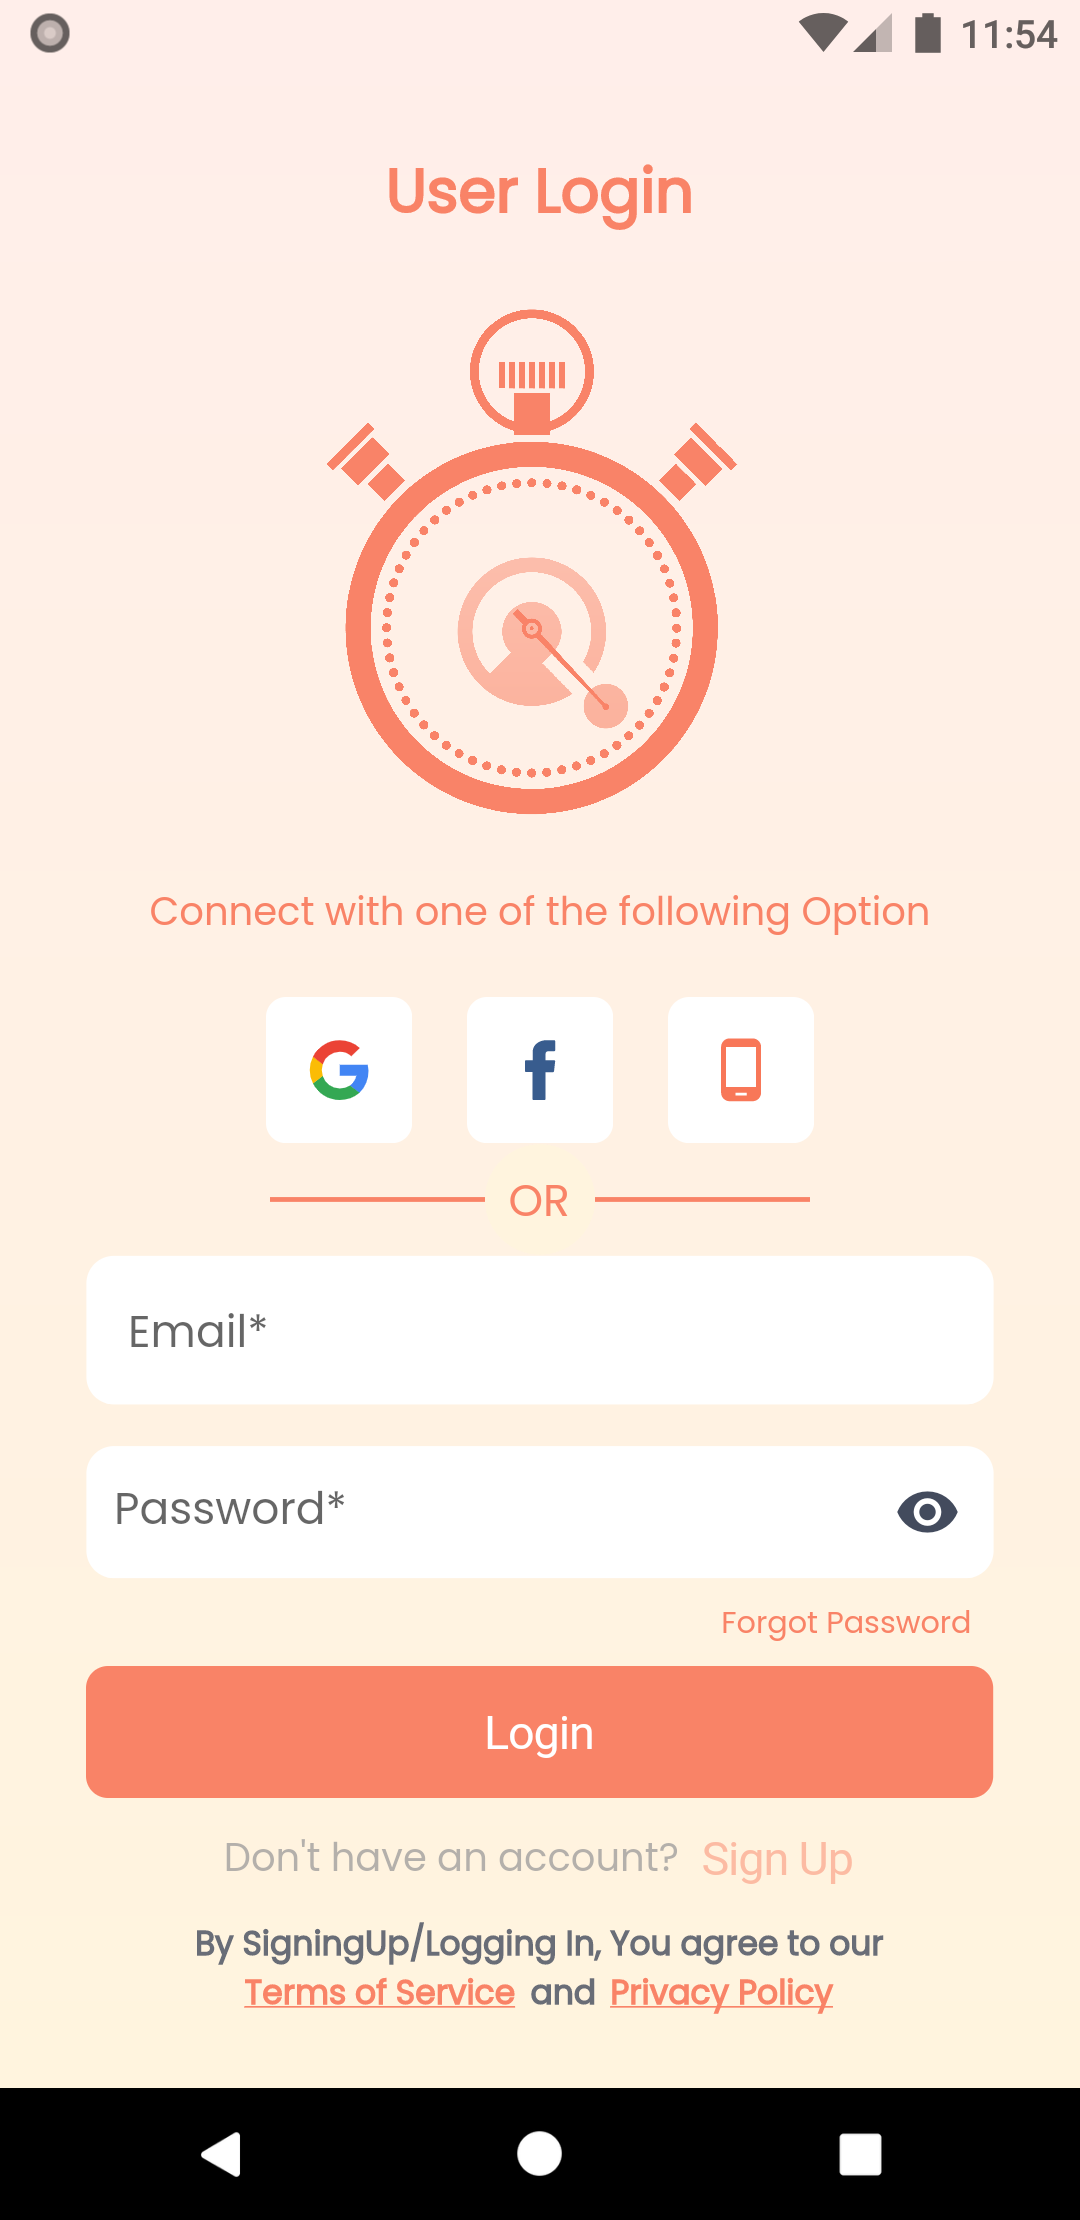 11:54
User Login
Connect with one of the following Option
OR
Email*
Password*
Forgot Password
Login
Don't have an account? Sign Up
By SigningUp/Logging In, You agree to our
Terms of Service and Privacy Policy